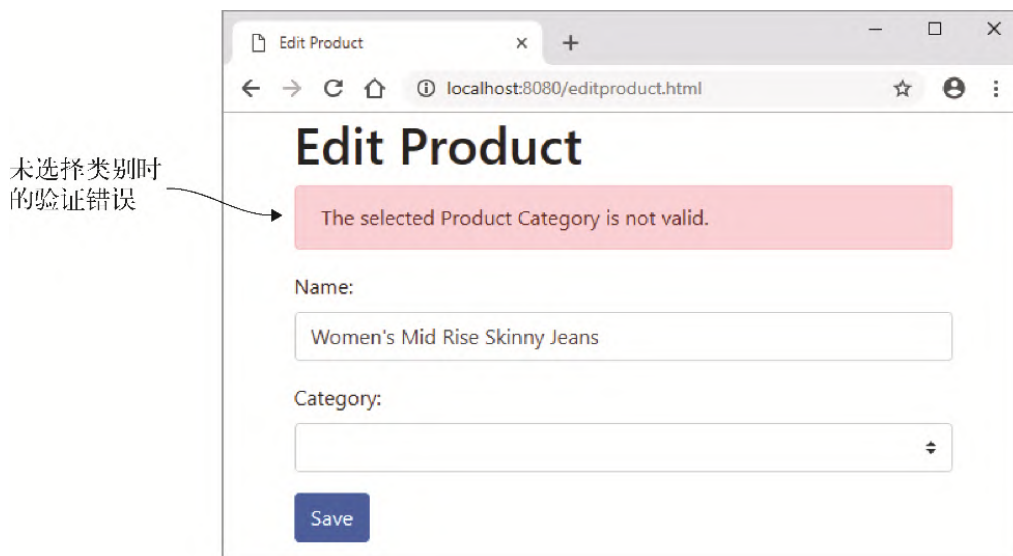 Edit Product
localhost:8080/editproduct.html
Edit Product
未选择类别时
的验证错误
The selected Product Category is not valid.
Name:
Women's Mid Rise Skinny Jeans
Category:
Save